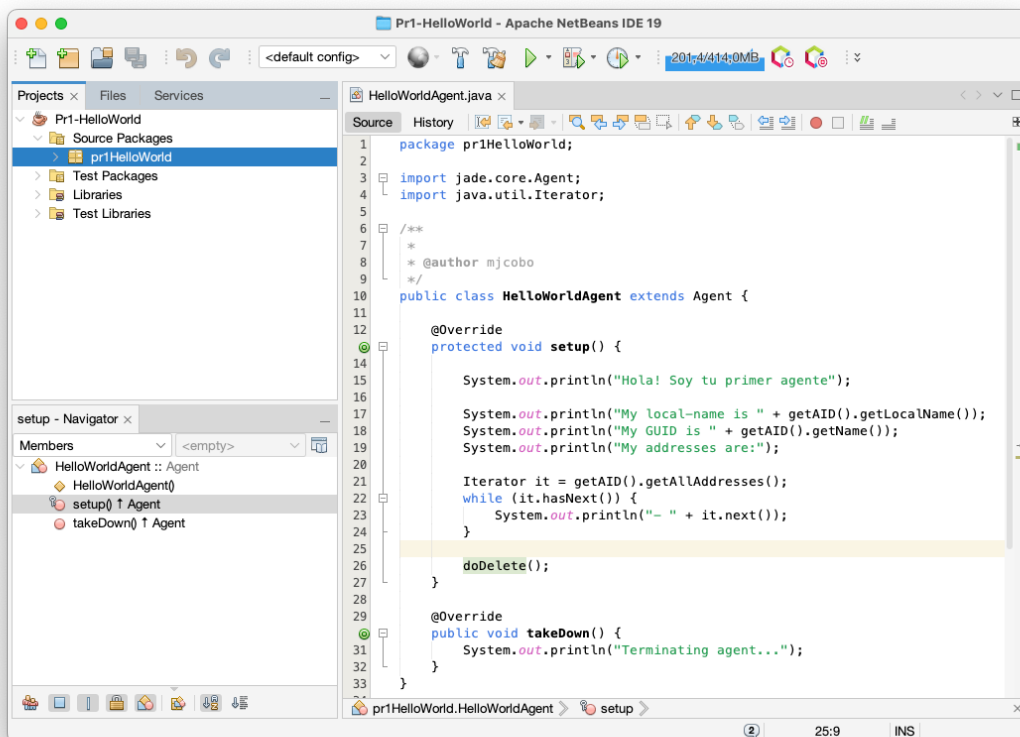 Pr1-HelloWorld - Apache NetBeans IDE 19
<default config>
201,4/414,0MB
Projects
Files
Services
Pr1-HelloWorld
Source Packages
pr1HelloWorld
Test Packages
Libraries
Test Libraries
setup - Navigator
Members
<empty>
HelloWorldAgent :: Agent
HelloWorldAgent()
setup() ↑ Agent
takeDown() ↑ Agent
HelloWorldAgent.java
Source
History
1 package pr1HelloWorld;
2
3 import jade.core.Agent;
4 import java.util.Iterator;
5
6 /**
7 *
8 * @author mjcobo
9 */
10 public class HelloWorldAgent extends Agent {
11
12 @Override
protected void setup() {
14
15 System.out.println("Hola! Soy tu primer agente");
16
17 System.out.println("My local-name is " + getAID().getLocalName());
18 System.out.println("My GUID is " + getAID().getName());
19 System.out.println("My addresses are:");
20
21 Iterator it = getAID().getAllAddresses();
22 while (it.hasNext()) {
23 System.out.println("- " + it.next());
24 }
25
26 doDelete();
27 }
28
29 @Override
public void takeDown() {
31 System.out.println("Terminating agent...");
32 }
33 }
pr1HelloWorld.HelloWorldAgent
setup
2
25:9
INS